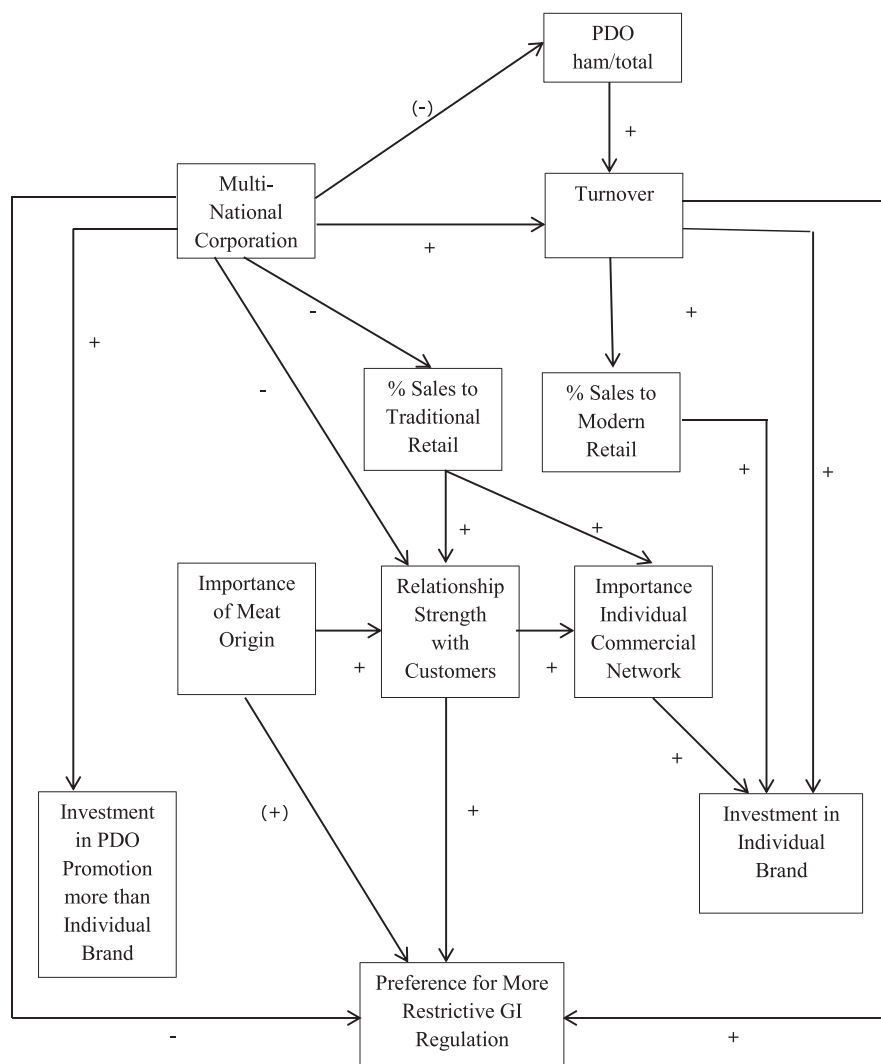 PDO
ham/total
(-)
+
Multi-
National
Corporation
Turnover
+
+
+
-
-
% Sales to
Traditional
Retail
% Sales to
Modern
Retail
+
+
+
+
Importance
of Meat
Origin
Relationship
Strength
with
Customers
Importance
Individual
Commercial
Network
+
+
+
Investment
in PDO
Promotion
more than
Individual
Brand
(+)
+
Investment in
Individual
Brand
Preference for More
Restrictive GI
Regulation
-
+